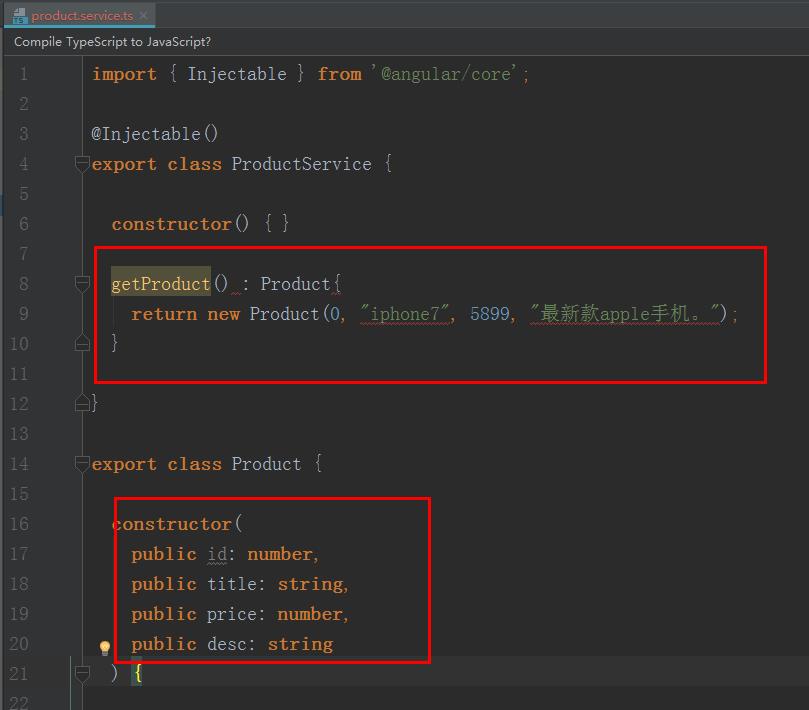 product.service.ts
Compile TypeScript to JavaScript?
1 import { Injectable } from '@angular/core';
2
3 @Injectable()
4 export class ProductService {
5
6 constructor() { }
7
8 getProduct() : Product{
9 return new Product(0, "iphone7", 5899, "最新款apple手机。");
10 }
11
12 }
13
14 export class Product {
15
16 constructor(
17 public id: number,
18 public title: string,
19 public price: number,
20 public desc: string
21 ) {
22